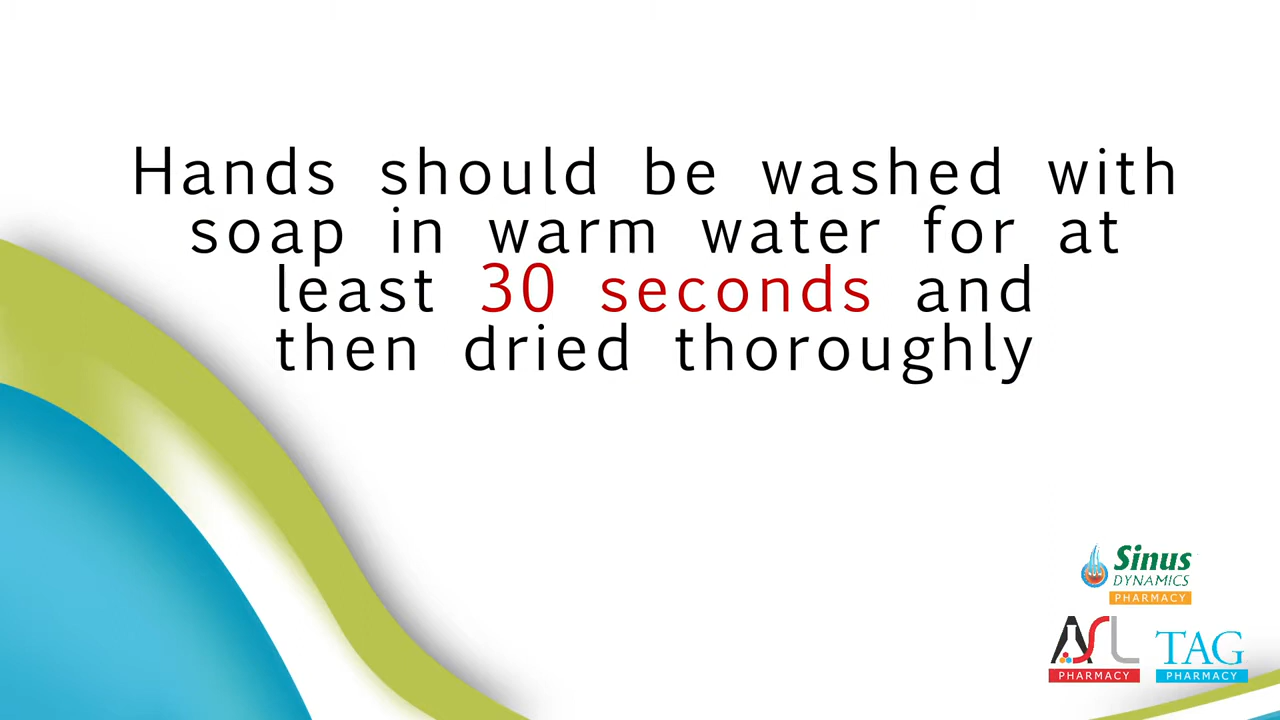 Hands should be washed with
soap in warm water for at
least 30 seconds and
then dried thoroughly
Sinus
DYNAMICS
PHARMACY
ASL
PHARMACY
TAG
PHARMACY